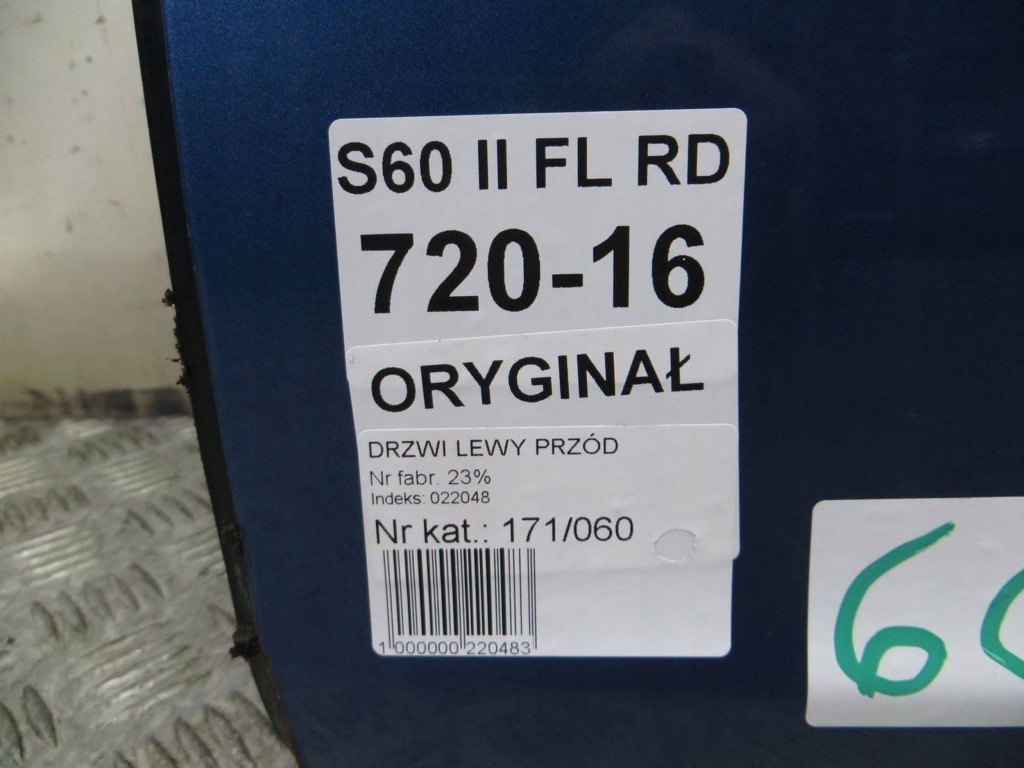 S60 II FL RD
720-16
ORYGINAŁ
DRZWI LEWY PRZÓD
Nr fabr. 23%
Indeks: 022048
Nr kat.: 171/060
1 000000 220483
6